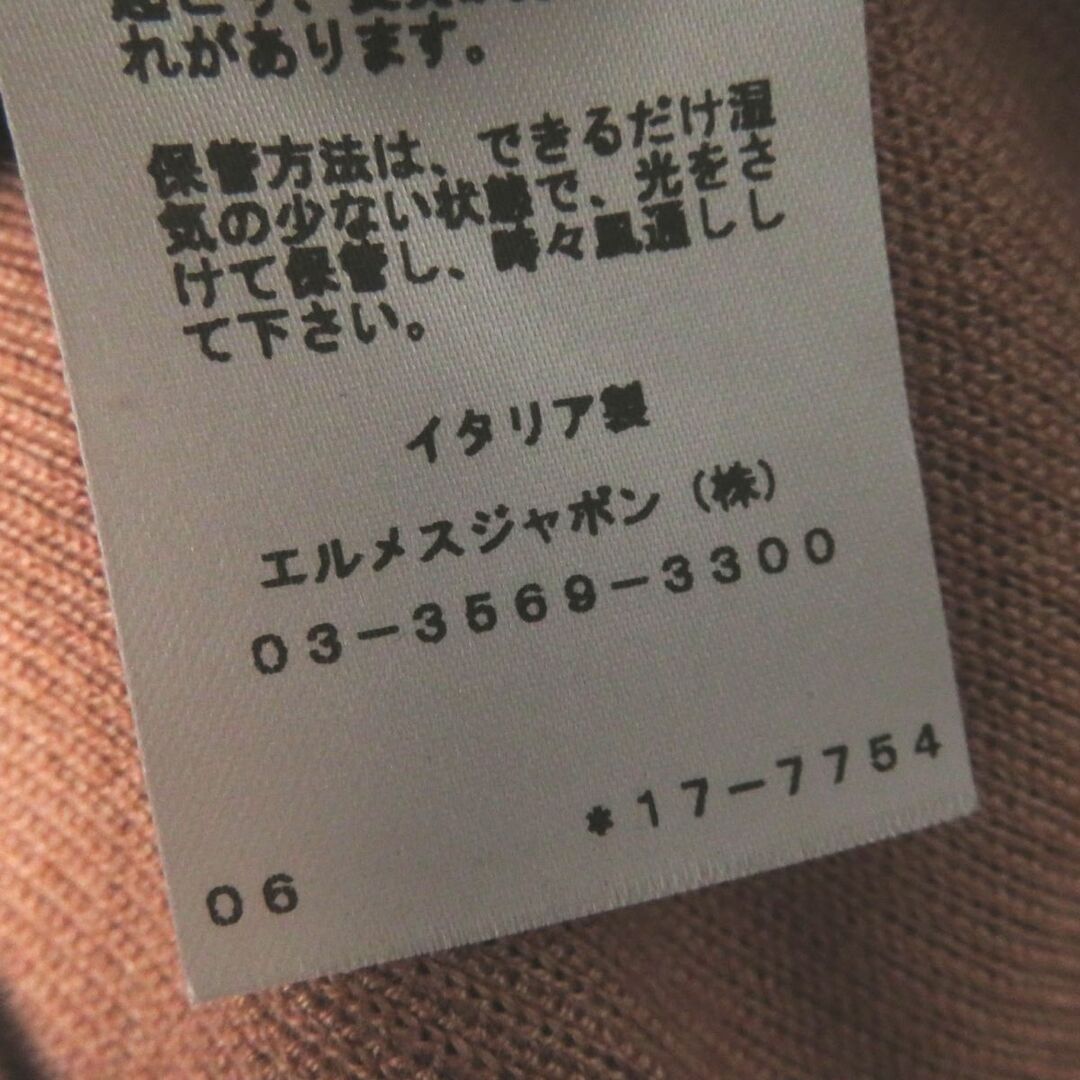 れがあります。
保管方法は、できるだけ湿
気の少ない状態で、光をさ
けて保管し、時々風通しし
て下さい。
イタリア製
エルメスジャポン(株)
03-3569-3300
*17-7754
06